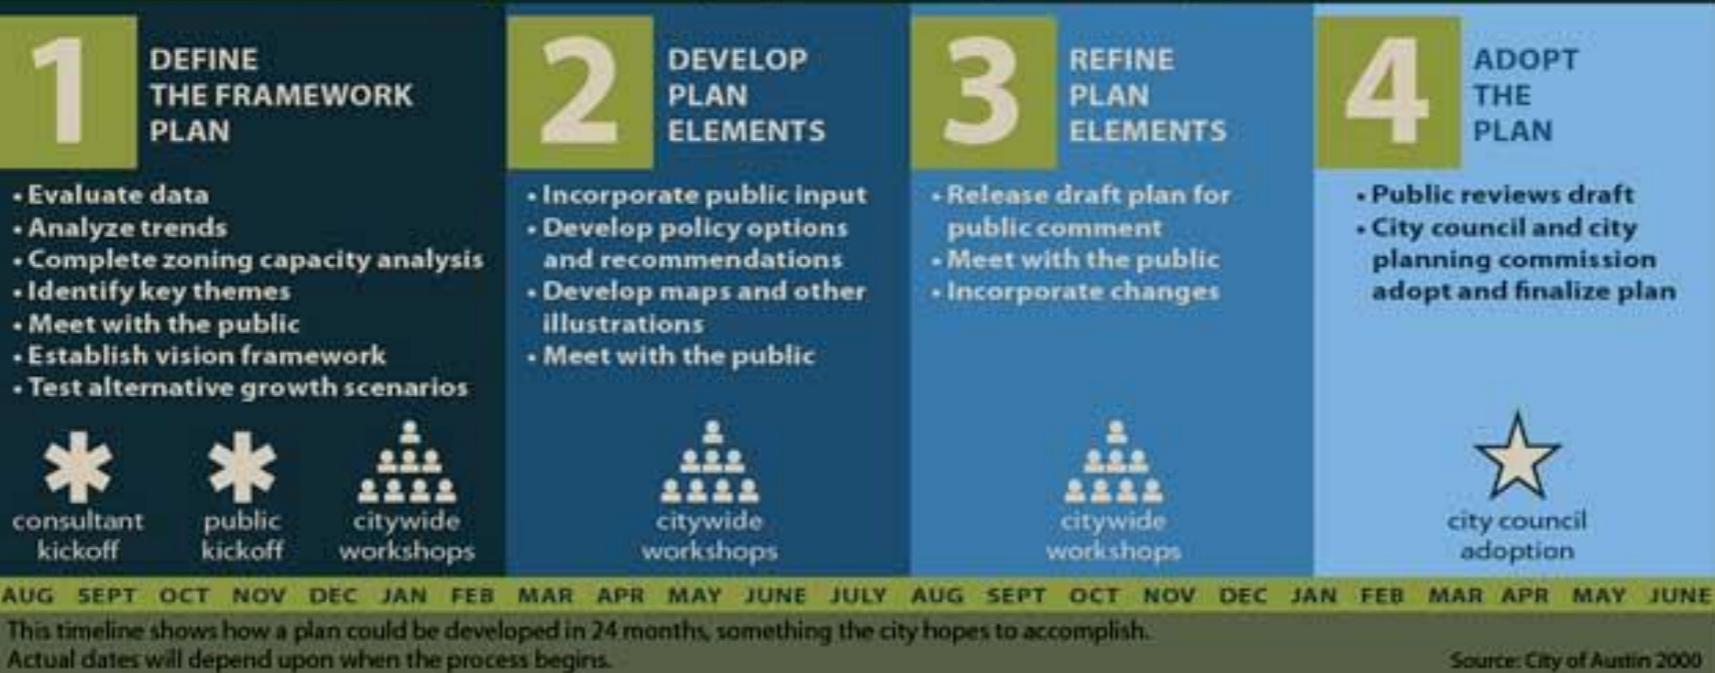 1
DEFINE
THE FRAMEWORK
PLAN
• Evaluate data
• Analyze trends
• Complete zoning capacity analysis
• Identify key themes
• Meet with the public
• Establish vision framework
• Test alternative growth scenarios
consultant
kickoff
public
kickoff
citywide
workshops
2
DEVELOP
PLAN
ELEMENTS
• Incorporate public input
• Develop policy options
and recommendations
• Develop maps and other
illustrations
• Meet with the public
citywide
workshops
3
REFINE
PLAN
ELEMENTS
• Release draft plan for
public comment
• Meet with the public
• Incorporate changes
citywide
workshops
4
ADOPT
THE
PLAN
• Public reviews draft
• City council and city
planning commission
adopt and finalize plan
city council
adoption
AUG SEPT OCT NOV DEC JAN FEB MAR APR MAY JUNE JULY AUG SEPT OCT NOV DEC JAN FEB MAR APR MAY JUNE
This timeline shows how a plan could be developed in 24 months, something the city hopes to accomplish.
Actual dates will depend upon when the process begins.
Source: City of Austin 2000